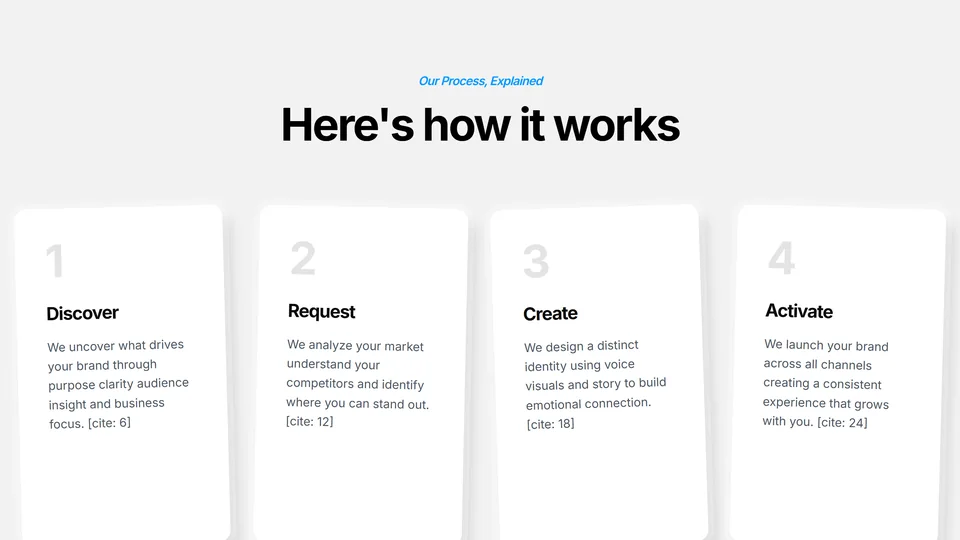 Our Process, Explained
Here's how it works
1
Discover
We uncover what drives
your brand through
purpose clarity audience
insight and business
focus. [cite: 6]
2
Request
We analyze your market
understand your
competitors and identify
where you can stand out.
[cite: 12]
3
Create
We design a distinct
identity using voice
visuals and story to build
emotional connection.
[cite: 18]
4
Activate
We launch your brand
across all channels
creating a consistent
experience that grows
with you. [cite: 24]